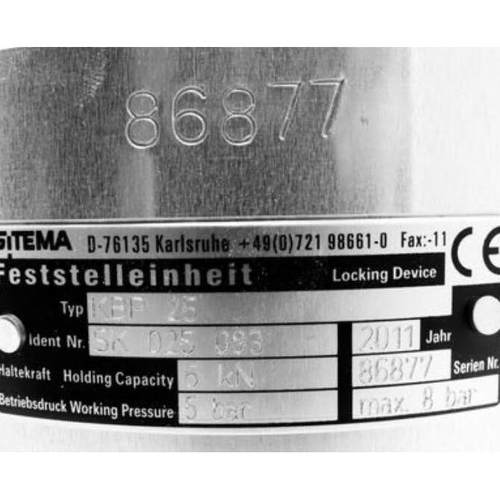 86877
SITEMA D-76135 Karlsruhe +49(0)721 98661-0 Fax:-11 CE
Feststelleinheit Locking Device
Typ 25
Ident Nr. SK 025 2011 Jahr
Haltekraft Holding Capacity 5 kN 86877 Serien Nr.
Betriebsdruck Working Pressure 5 bar max. 8 bar